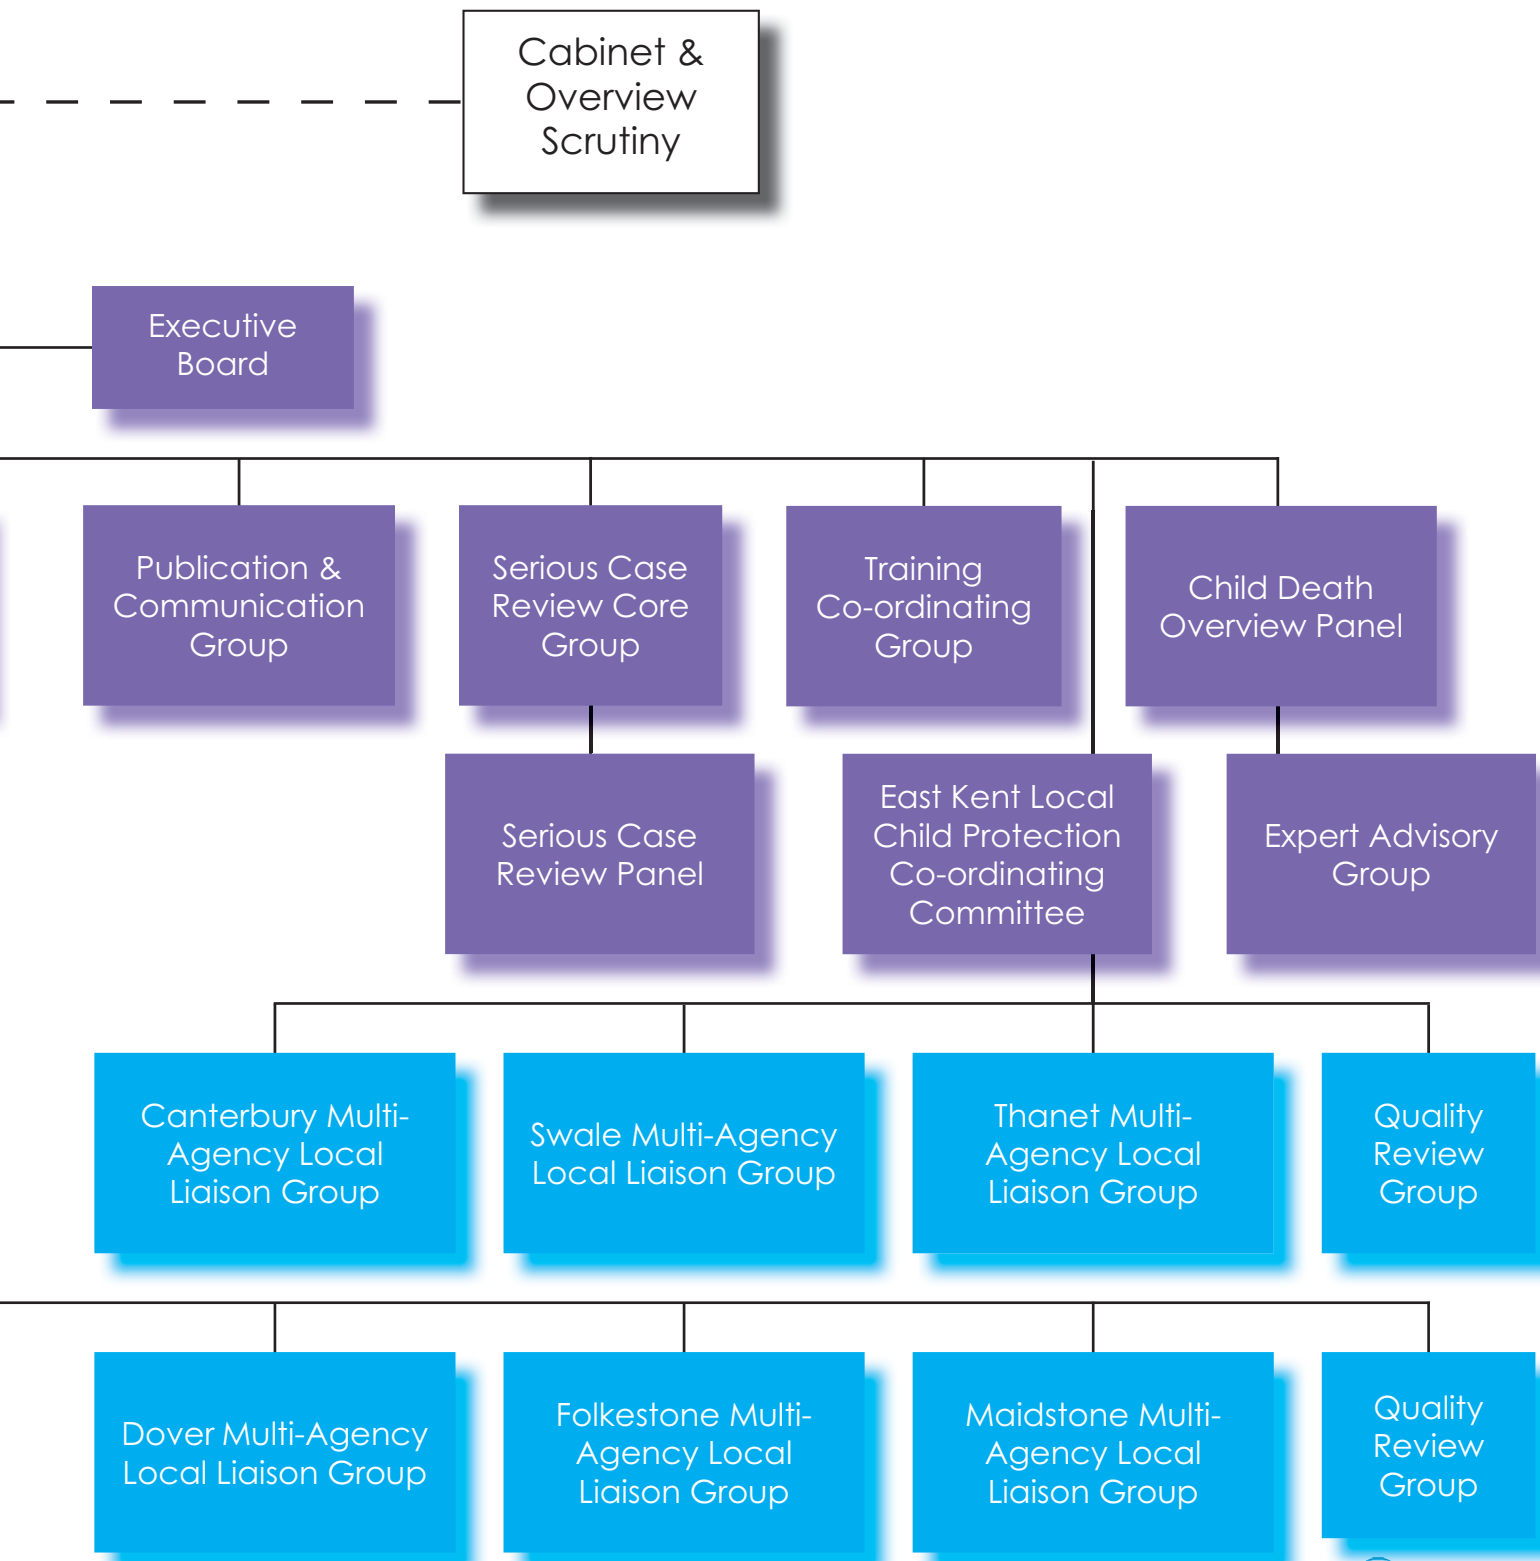 Cabinet &
Overview
Scrutiny
Executive
Board
Publication &
Communication
Group
Serious Case
Review Core
Group
Training
Co-ordinating
Group
Child Death
Overview Panel
Serious Case
Review Panel
East Kent Local
Child Protection
Co-ordinating
Committee
Expert Advisory
Group
Canterbury Multi-
Agency Local
Liaison Group
Swale Multi-Agency
Local Liaison Group
Thanet Multi-
Agency Local
Liaison Group
Quality
Review
Group
Dover Multi-Agency
Local Liaison Group
Folkestone Multi-
Agency Local
Liaison Group
Maidstone Multi-
Agency Local
Liaison Group
Quality
Review
Group